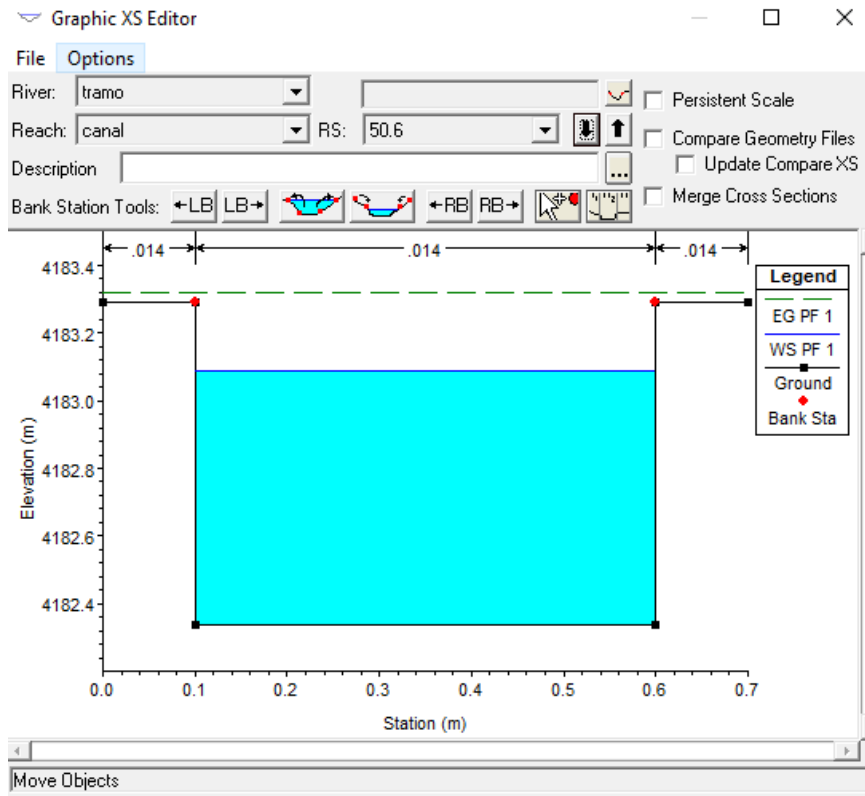 Graphic XS Editor
File Options
River: tramo
Reach: canal RS: 50.6
Description ...
Bank Station Tools: LB LB RB RB
Persistent Scale
Compare Geometry Files
Update Compare XS
Merge Cross Sections
.014 .014 .014
Legend
EG PF 1
WS PF 1
Ground
Bank Sta
4183.4
4183.2
4183.0
4182.8
4182.6
4182.4
Elevation (m)
0.0 0.1 0.2 0.3 0.4 0.5 0.6 0.7
Station (m)
Move Objects